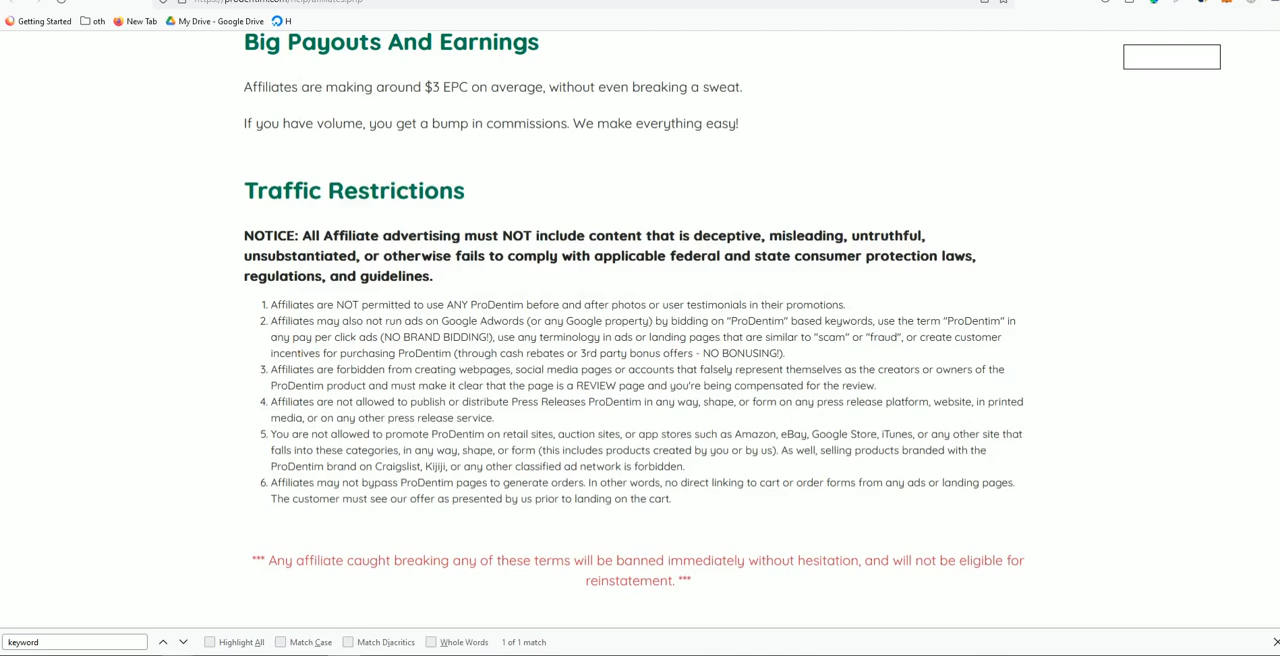 Getting Started oth New Tab My Drive - Google Drive H
Big Payouts And Earnings
Affiliates are making around $3 EPC on average, without even breaking a sweat.
If you have volume, you get a bump in commissions. We make everything easy!
Traffic Restrictions
NOTICE: All Affiliate advertising must NOT include content that is deceptive, misleading, untruthful,
unsubstantiated, or otherwise fails to comply with applicable federal and state consumer protection laws,
regulations, and guidelines.
1. Affiliates are NOT permitted to use ANY ProDentim before and after photos or user testimonials in their promotions.
2. Affiliates may also not run ads on Google Adwords (or any Google property) by bidding on "ProDentim" based keywords, use the term "ProDentim" in
any pay per click ads (NO BRAND BIDDING!), use any terminology in ads or landing pages that are similar to "scam" or "fraud", or create customer
incentives for purchasing ProDentim (through cash rebates or 3rd party bonus offers - NO BONUSING!).
3. Affiliates are forbidden from creating webpages, social media pages or accounts that falsely represent themselves as the creators or owners of the
ProDentim product and must make it clear that the page is a REVIEW page and you're being compensated for the review.
4. Affiliates are not allowed to publish or distribute Press Releases ProDentim in any way, shape, or form on any press release platform, website, in printed
media, or on any other press release service.
5. You are not allowed to promote ProDentim on retail sites, auction sites, or app stores such as Amazon, eBay, Google Store, iTunes, or any other site that
falls into these categories, in any way, shape, or form (this includes products created by you or by us). As well, selling products branded with the
ProDentim brand on Craigslist, Kijiji, or any other classified ad network is forbidden.
6. Affiliates may not bypass ProDentim pages to generate orders. In other words, no direct linking to cart or order forms from any ads or landing pages.
The customer must see our offer as presented by us prior to landing on the cart.
*** Any affiliate caught breaking any of these terms will be banned immediately without hesitation, and will not be eligible for
reinstatement. ***
keyword Highlight All Match Case Match Diacritics Whole Words 1 of 1 match